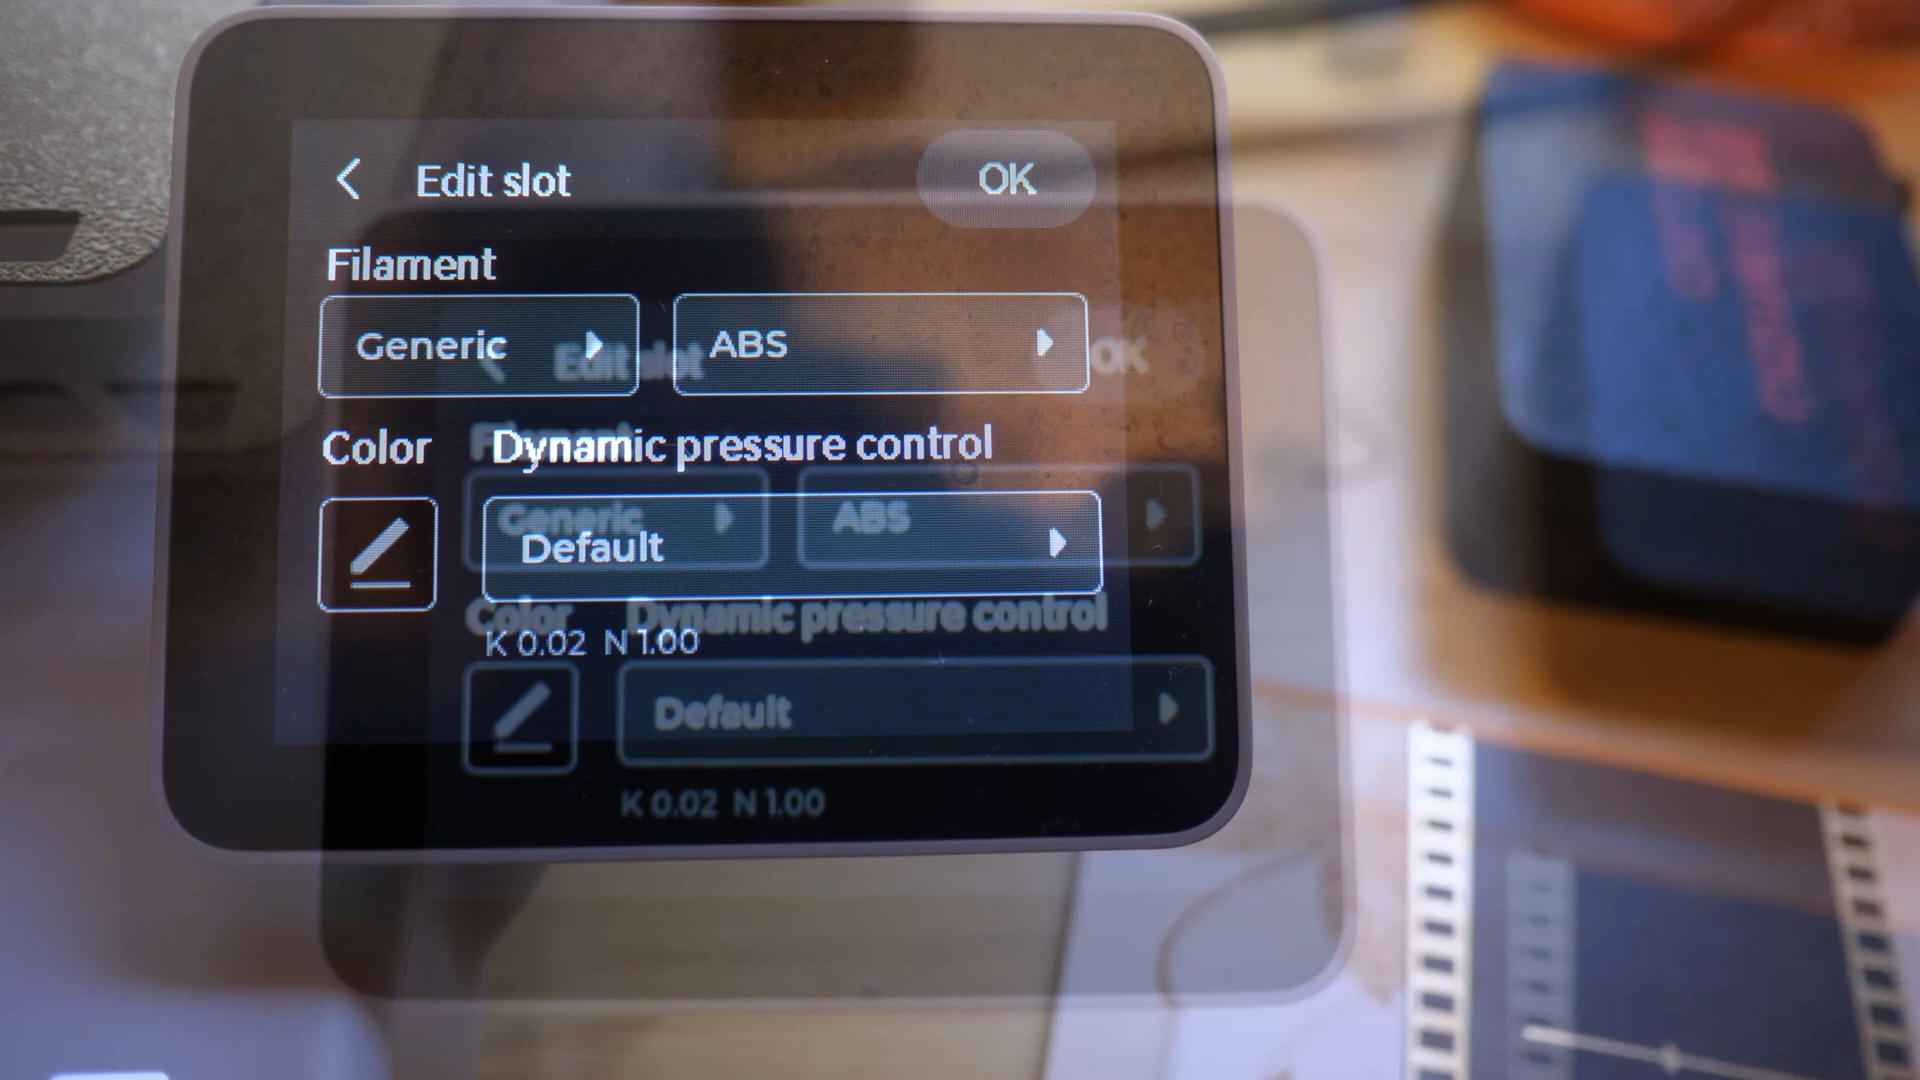 Edit slot OK
Filament
Generic ABS
Color Dynamic pressure control
Default
K 0.02 N 1.00
Edit slot OK
Filament
Generic ABS
Color Dynamic pressure control
Default
K 0.02 N 1.00